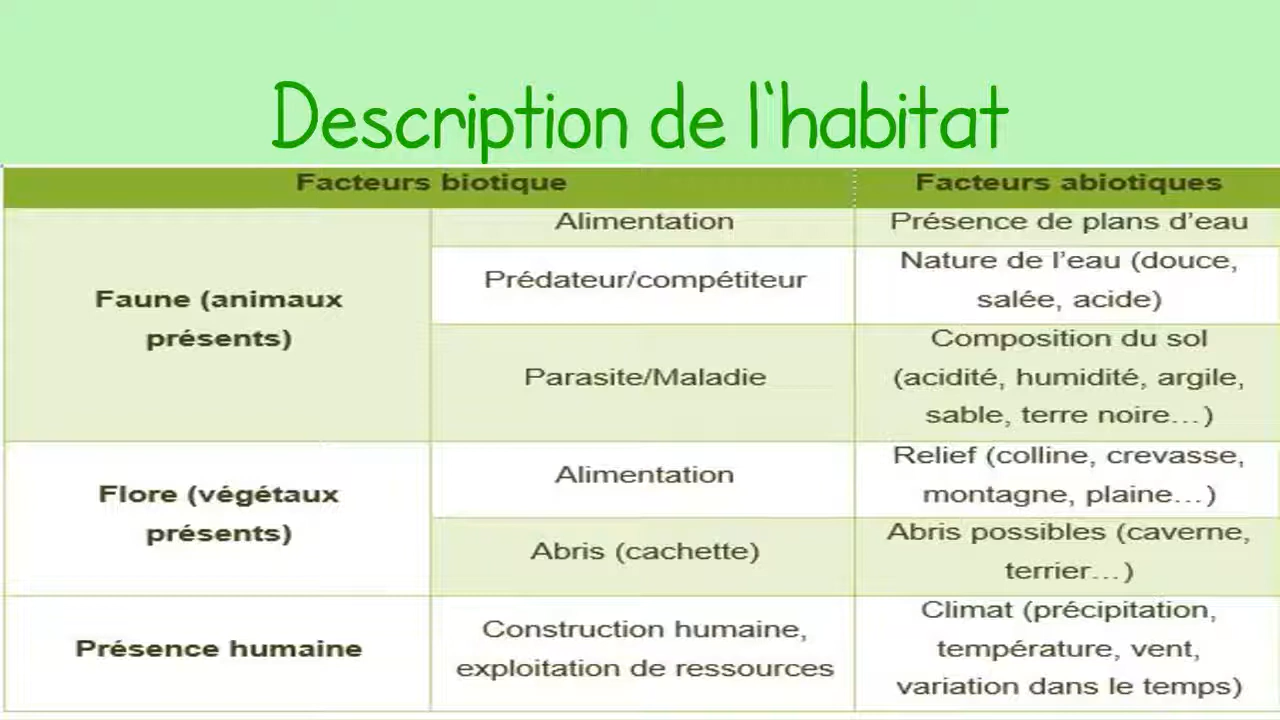 Description de l'habitat
Facteurs biotique
Facteurs abiotiques
Faune (animaux
présents)
Alimentation
Présence de plans d’eau
Prédateur/compétiteur
Nature de l’eau (douce,
salée, acide)
Parasite/Maladie
Composition du sol
(acidité, humidité, argile,
sable, terre noire…)
Flore (végétaux
présents)
Alimentation
Relief (colline, crevasse,
montagne, plaine…)
Abris (cachette)
Abris possibles (caverne,
terrier…)
Présence humaine
Construction humaine,
exploitation de ressources
Climat (précipitation,
température, vent,
variation dans le temps)